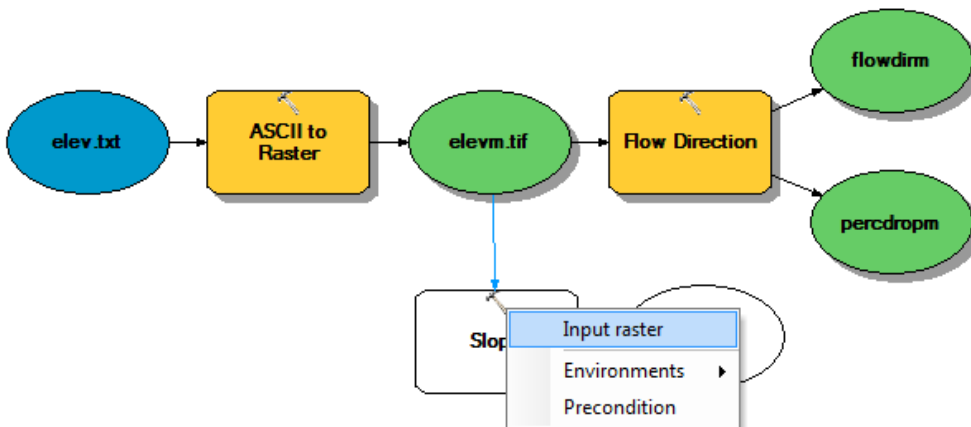 flowdirm
elev.txt
ASCII to
Raster
elevm.tif
Flow Direction
percdropm
Slop
Input raster
Environments
Precondition